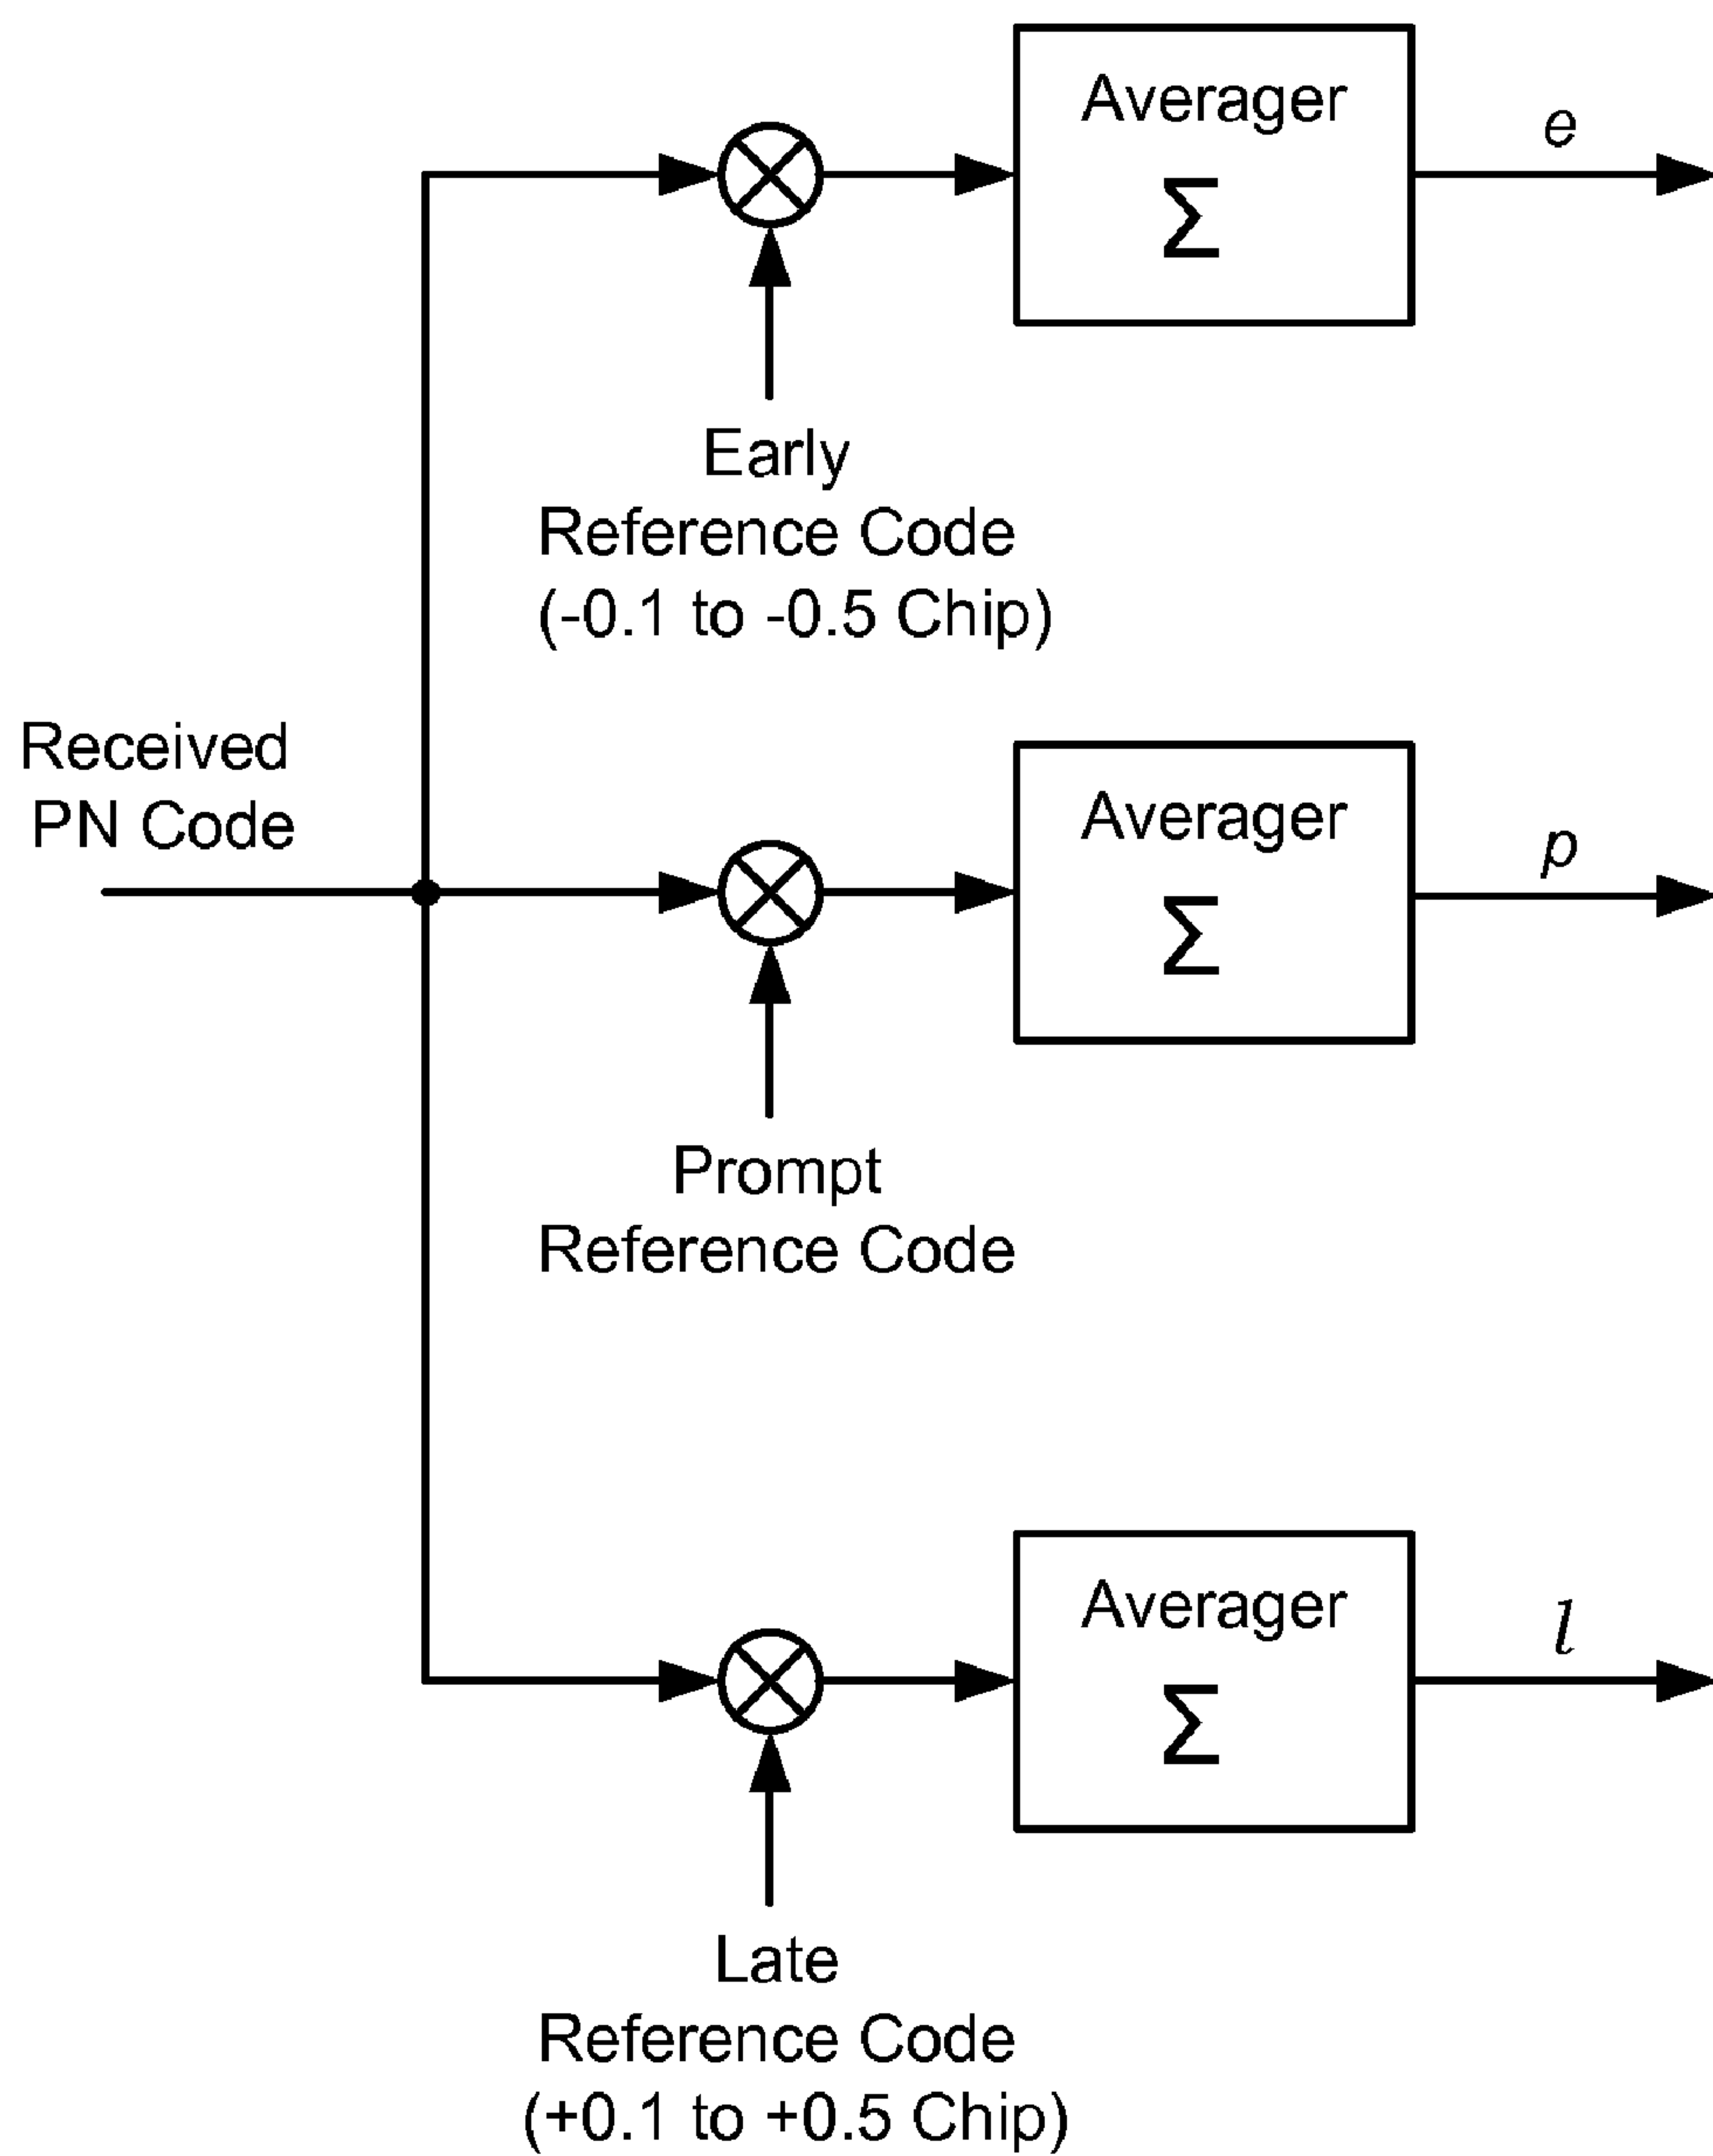 Averager
Σ
e
Early
Reference Code
(-0.1 to -0.5 Chip)
Received
PN Code
Averager
Σ
p
Prompt
Reference Code
Averager
Σ
l
Late
Reference Code
(+0.1 to +0.5 Chip)